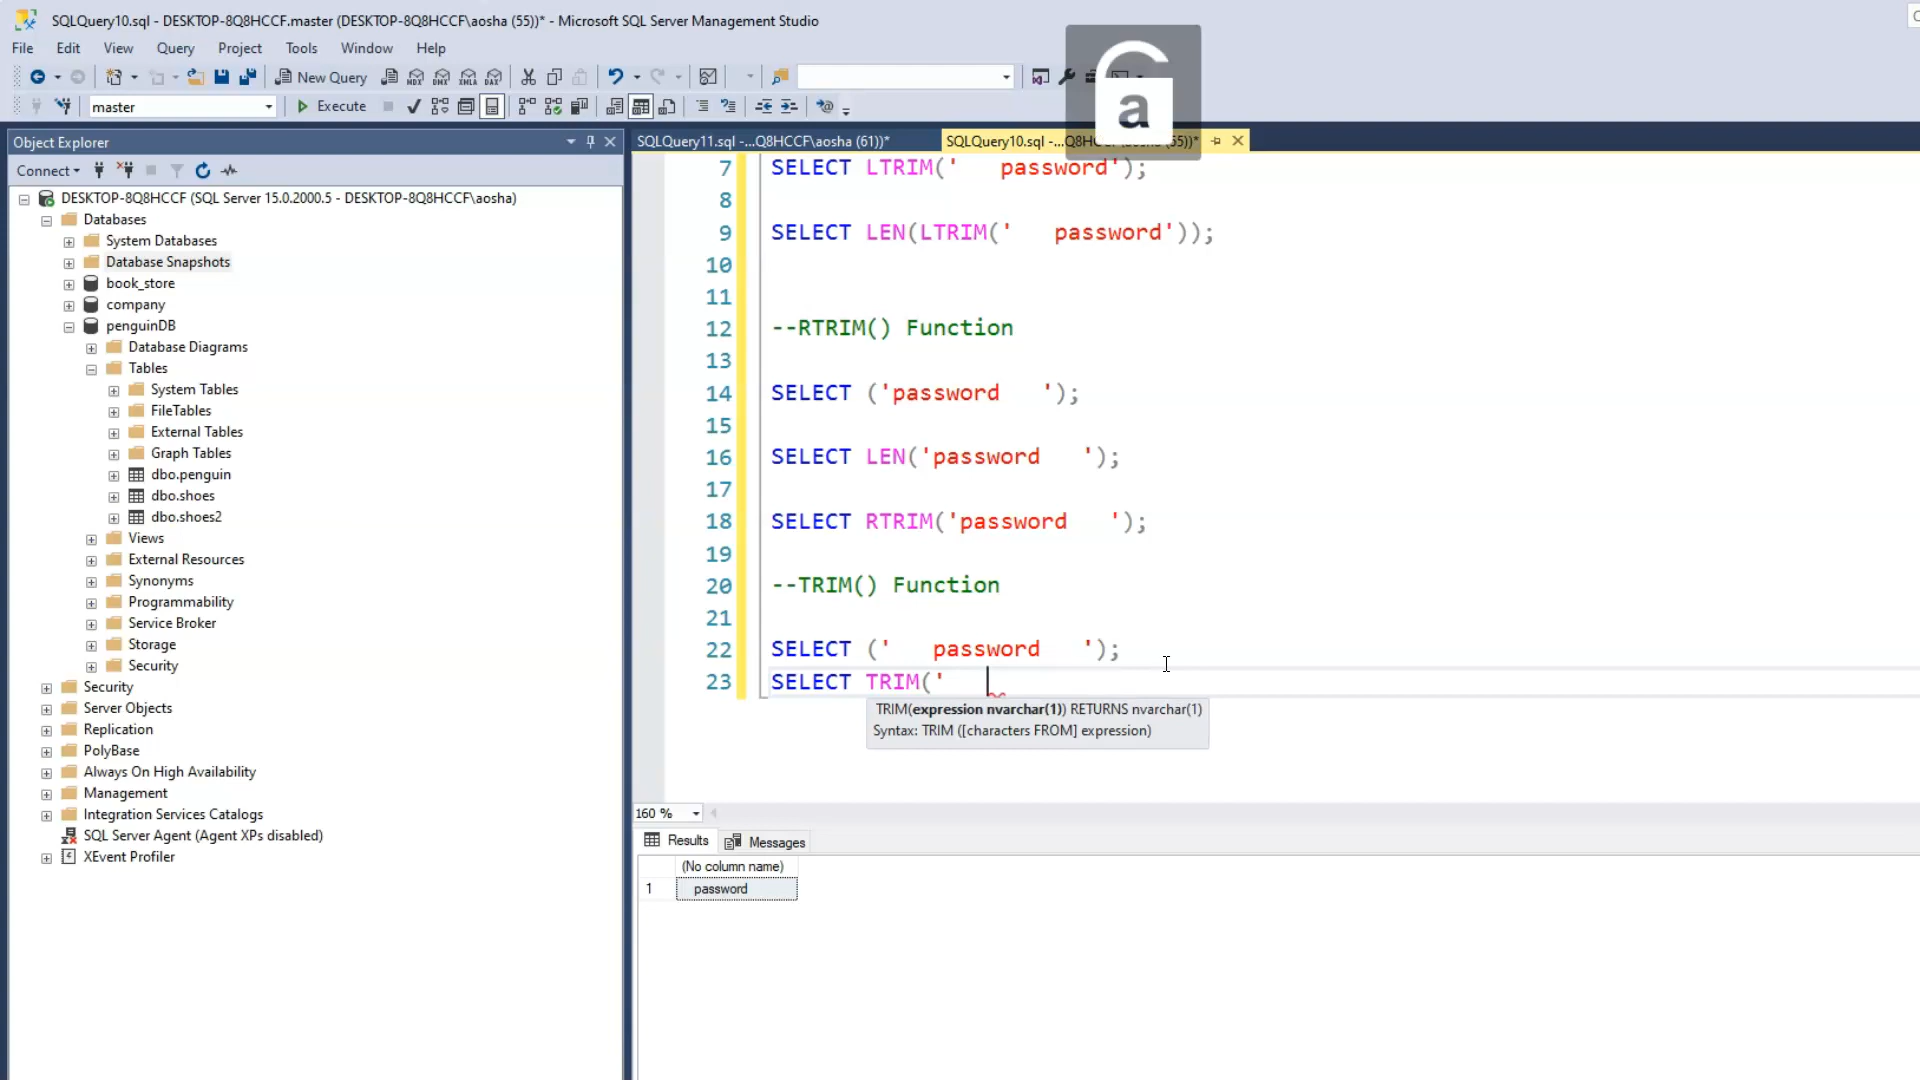 SQLQuery10.sql - DESKTOP-8Q8HCCF.master (DESKTOP-8Q8HCCF\aosha (55))* - Microsoft SQL Server Management Studio
File Edit View Query Project Tools Window Help
New Query
master Execute
a
Object Explorer
Connect
DESKTOP-8Q8HCCF (SQL Server 15.0.2000.5 - DESKTOP-8Q8HCCF\aosha)
Databases
System Databases
Database Snapshots
book_store
company
penguinDB
Database Diagrams
Tables
System Tables
FileTables
External Tables
Graph Tables
dbo.penguin
dbo.shoes
dbo.shoes2
Views
External Resources
Synonyms
Programmability
Service Broker
Storage
Security
Security
Server Objects
Replication
PolyBase
Always On High Availability
Management
Integration Services Catalogs
SQL Server Agent (Agent XPs disabled)
XEvent Profiler
SQLQuery11.sql -...Q8HCCF\aosha (61))* SQLQuery10.sql -...Q8HCCF\aosha (55))*
7 SELECT LTRIM('   password');
8
9 SELECT LEN(LTRIM('   password'));
10
11
12 --RTRIM() Function
13
14 SELECT ('password   ');
15
16 SELECT LEN('password   ');
17
18 SELECT RTRIM('password   ');
19
20 --TRIM() Function
21
22 SELECT ('   password   ');
23 SELECT TRIM('
TRIM(expression nvarchar(1)) RETURNS nvarchar(1)
Syntax: TRIM ([characters FROM] expression)
160 %
Results Messages
(No column name)
1 password